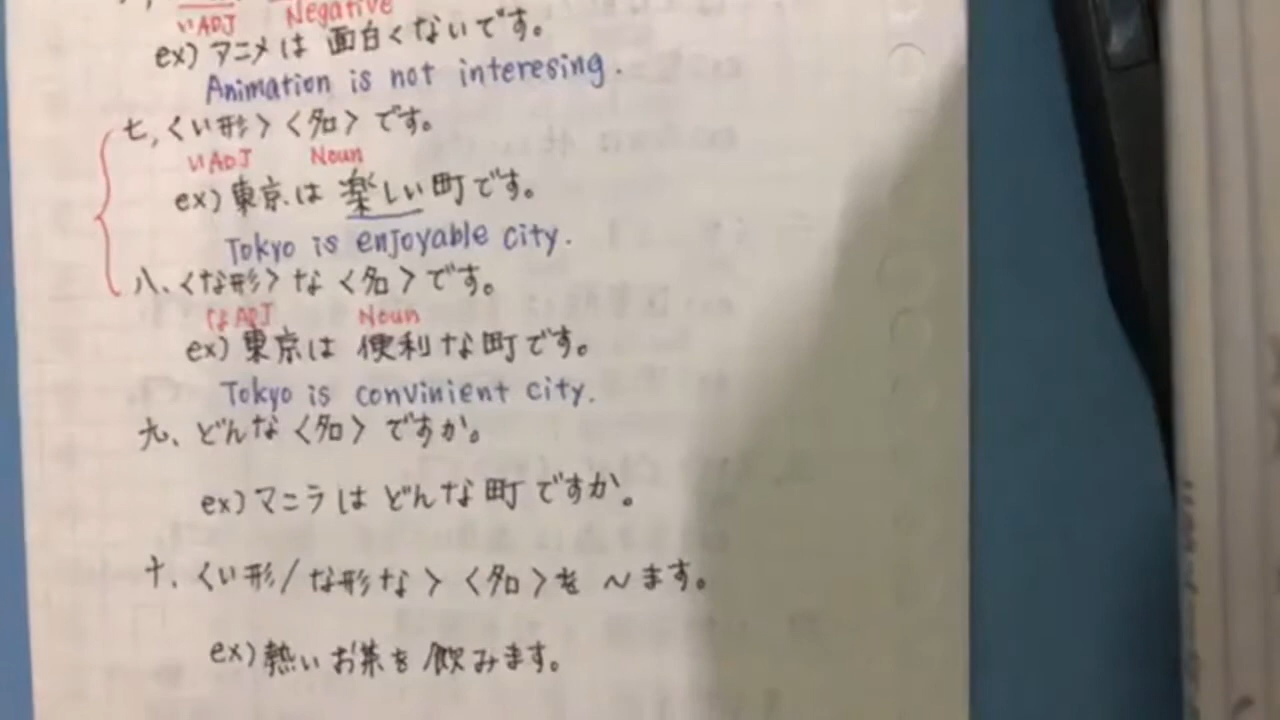 いADJ Negative
ex) アニメは 面白くないです。
Animation is not interesing.
七, くい形〉〈名〉です。
いADJ Noun
ex) 東京は 楽しい町です。
Tokyo is enjoyable city.
八、くな形〉な〈名〉です。
なADJ Noun
ex) 東京は 便利な町です。
Tokyo is convinient city.
九、どんな〈名〉ですか。
ex) マニラは どんな町ですか。
十、くい形/な形な〉〈名〉を 〜ます。
ex) 熱いお茶を飲みます。